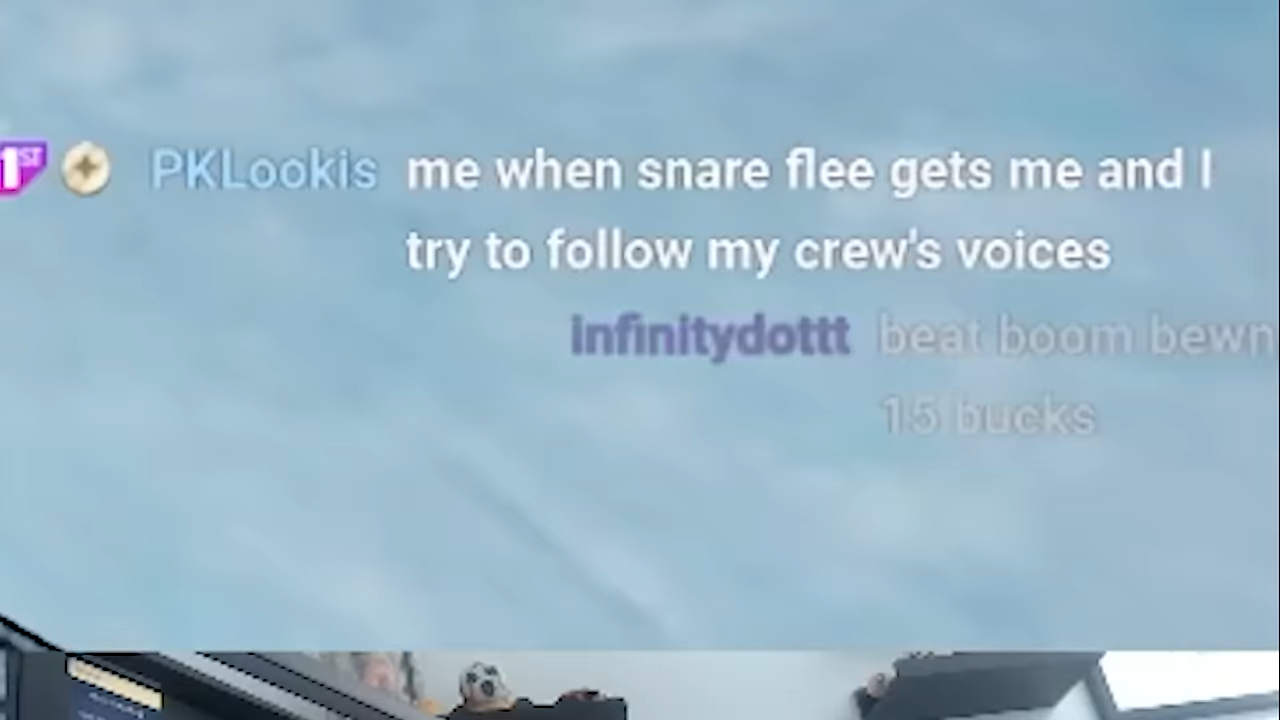 1ST PKLookis me when snare flee gets me and I
try to follow my crew's voices
infinitydottt beat boom bewn
15 bucks